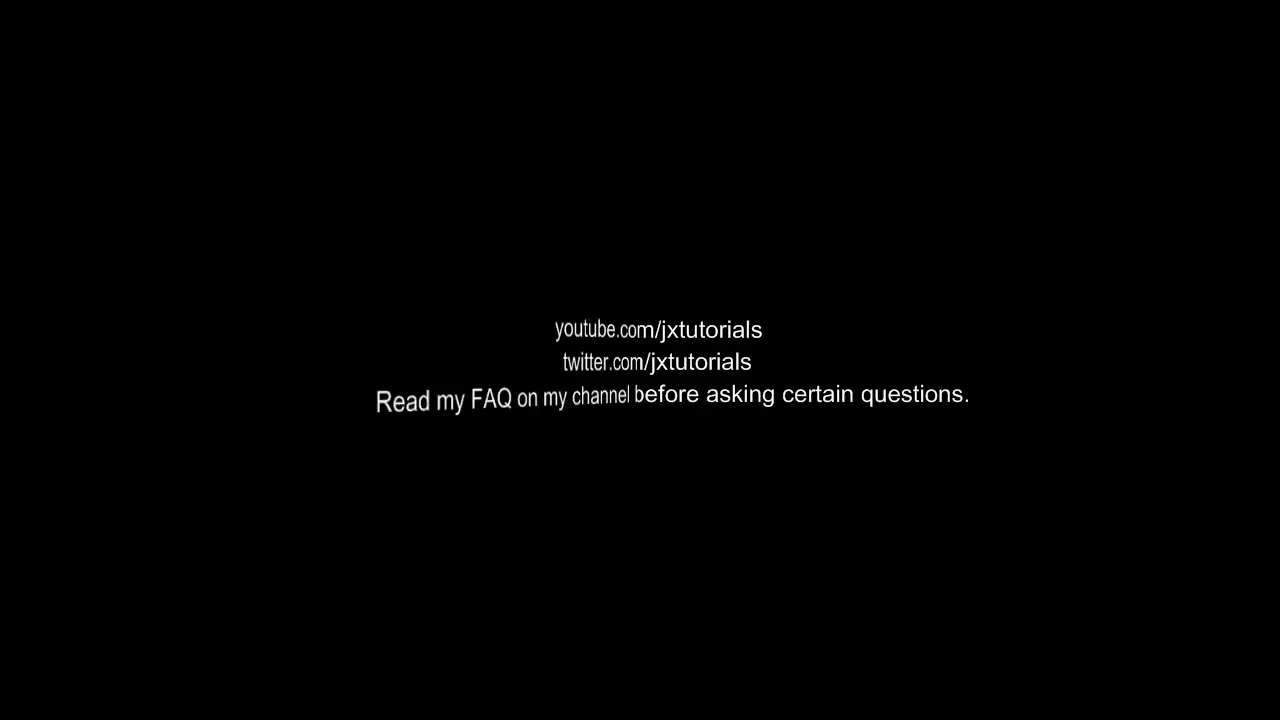 youtube.com/jxtutorials
twitter.com/jxtutorials
Read my FAQ on my channel before asking certain questions.